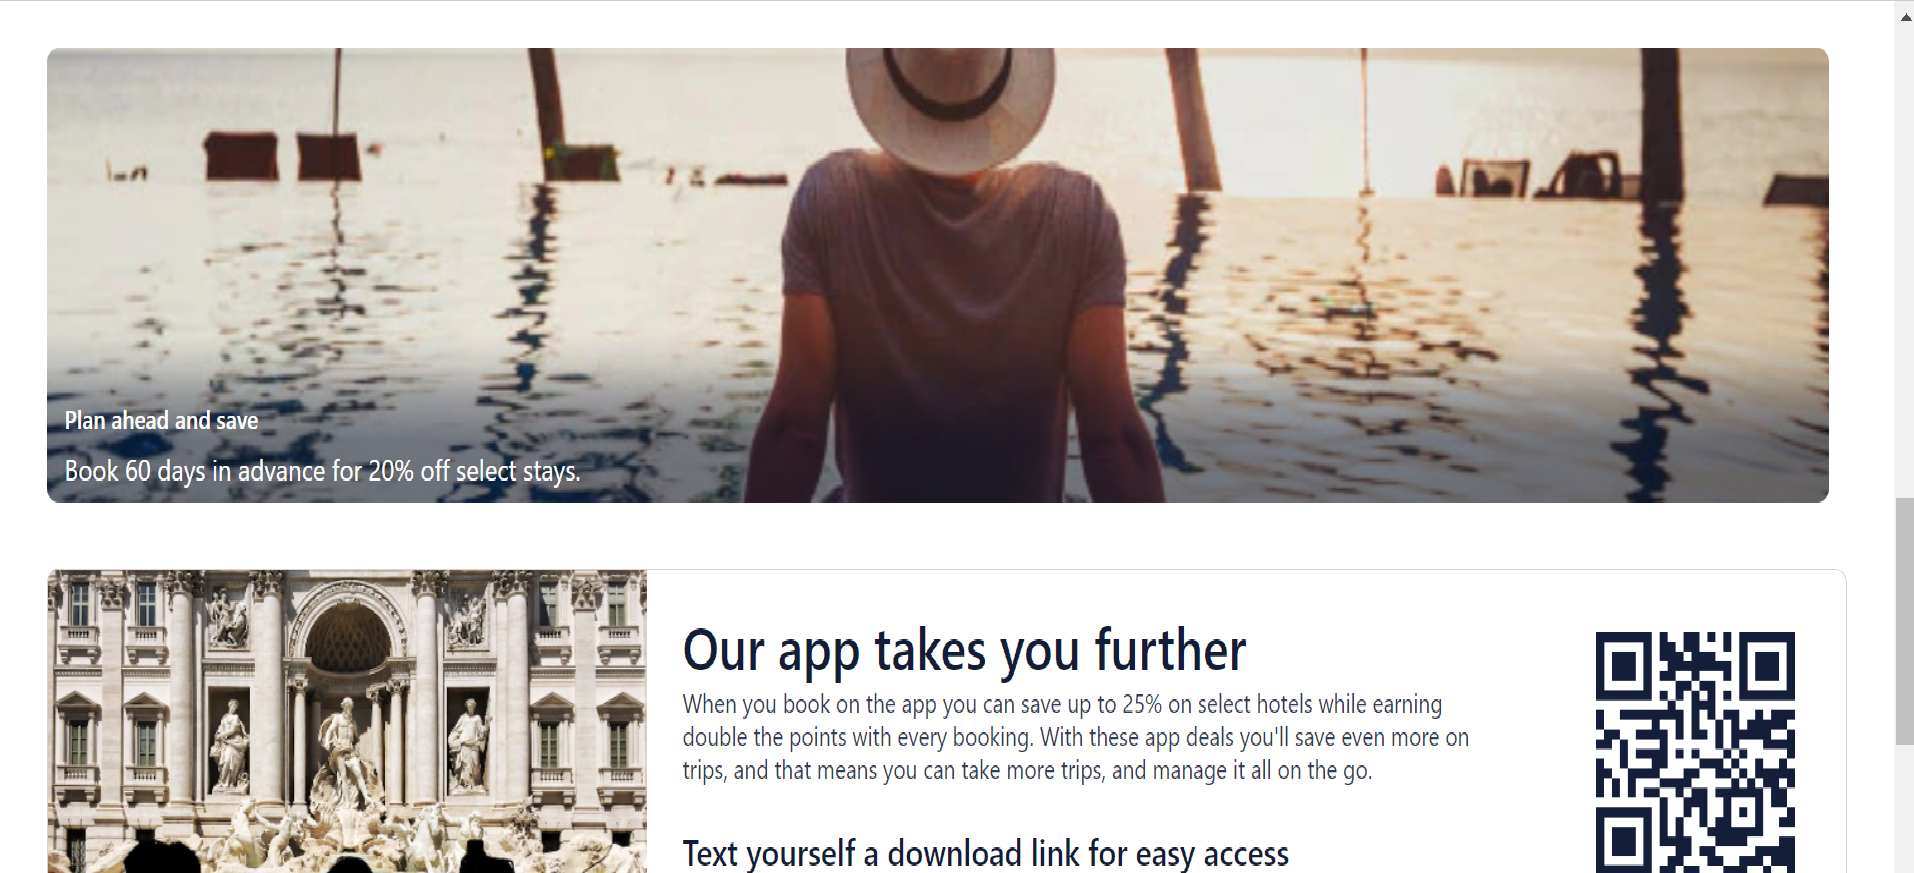 Plan ahead and save
Book 60 days in advance for 20% off select stays.
Our app takes you further
When you book on the app you can save up to 25% on select hotels while earning
double the points with every booking. With these app deals you'll save even more on
trips, and that means you can take more trips, and manage it all on the go.
Text yourself a download link for easy access